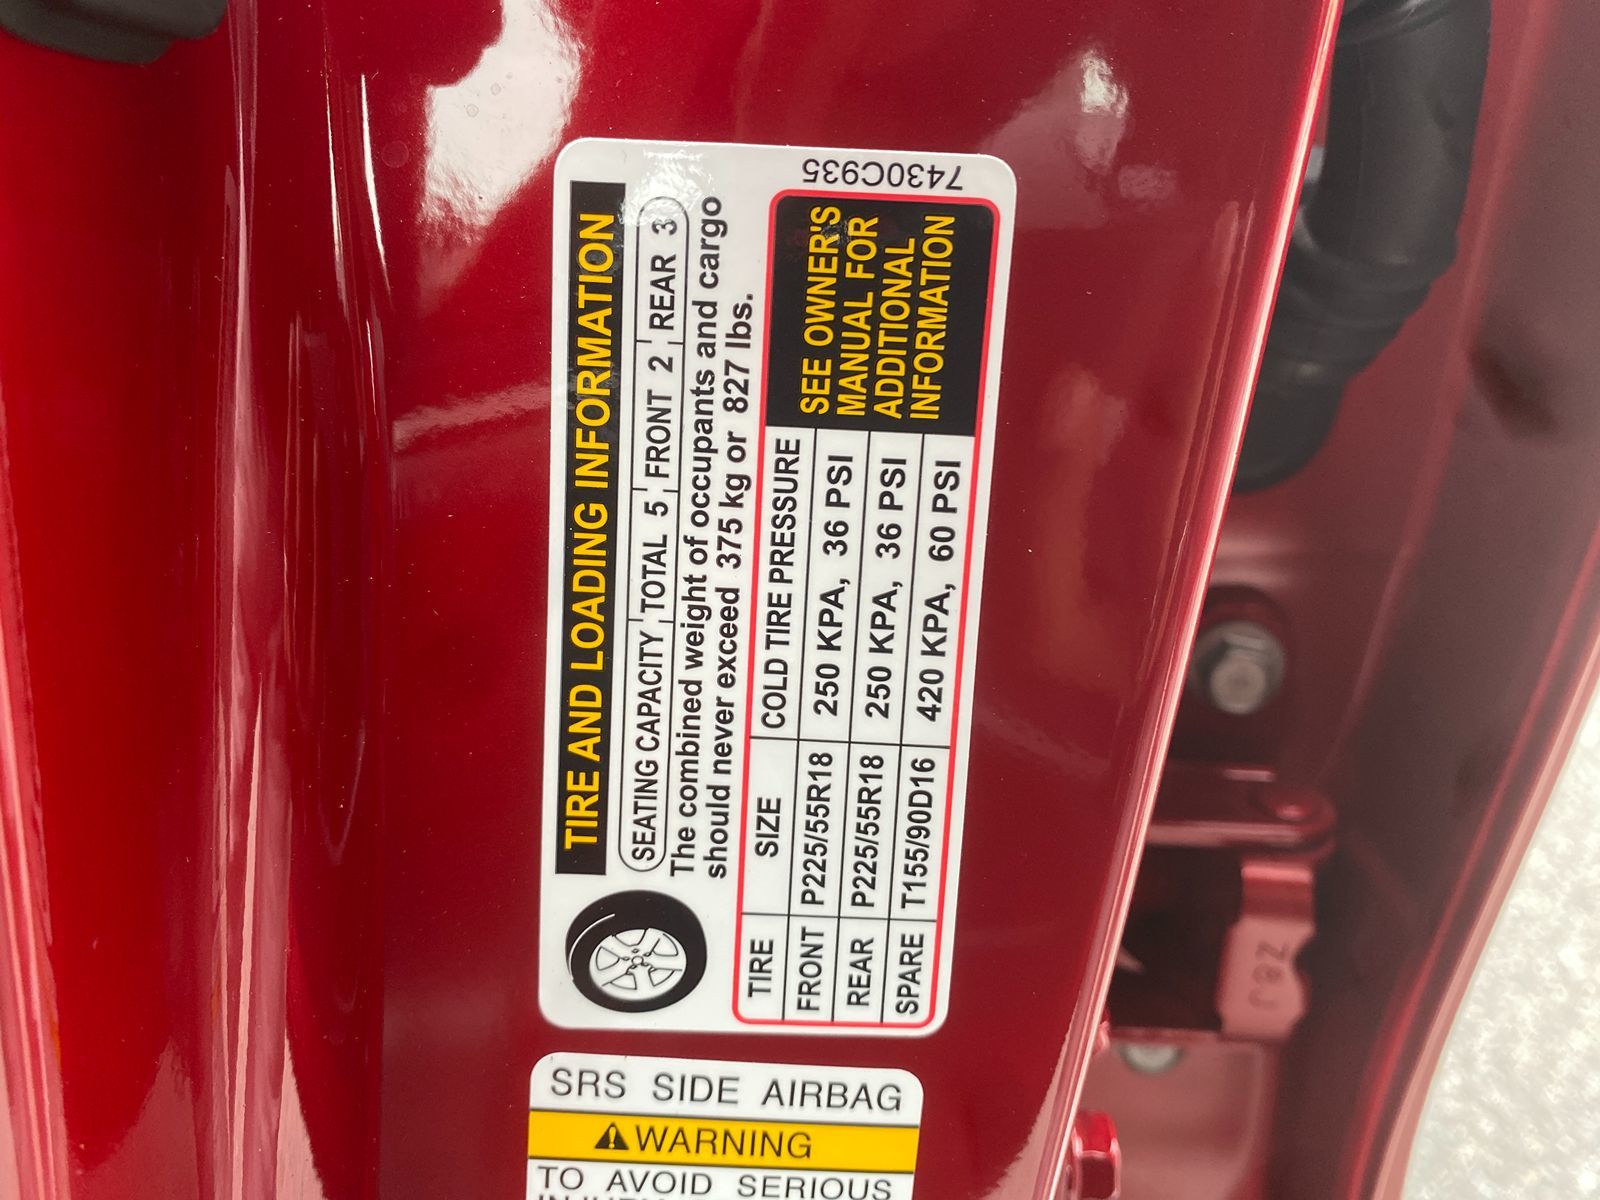 TIRE AND LOADING INFORMATION
SEATING CAPACITY TOTAL 5 FRONT 2 REAR 3
The combined weight of occupants and cargo
should never exceed 375 kg or 827 lbs.
TIRE SIZE COLD TIRE PRESSURE
FRONT P225/55R18 250 KPA, 36 PSI
REAR P225/55R18 250 KPA, 36 PSI
SPARE T155/90D16 420 KPA, 60 PSI
SEE OWNER'S
MANUAL FOR
ADDITIONAL
INFORMATION
7430C935
SRS SIDE AIRBAG
WARNING
TO AVOID SERIOUS